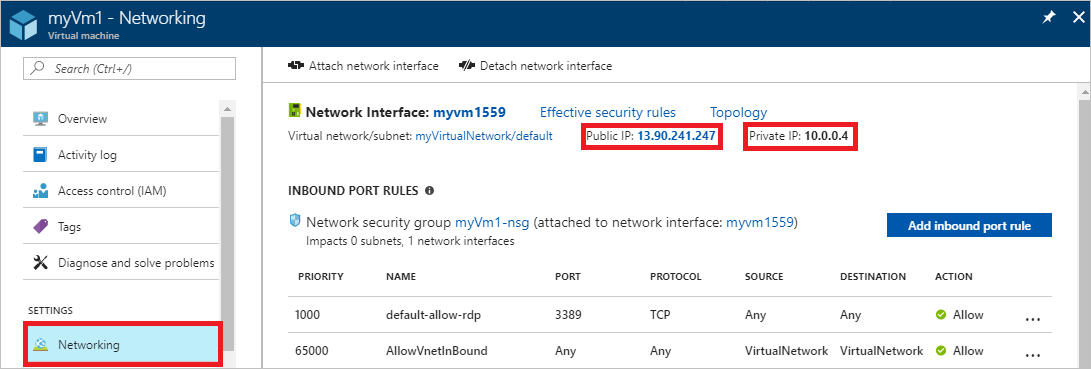 myVm1 - Networking
Virtual machine
Search (Ctrl+/)
Overview
Activity log
Access control (IAM)
Tags
Diagnose and solve problems
SETTINGS
Networking
Attach network interface Detach network interface
Network Interface: myvm1559 Effective security rules Topology
Virtual network/subnet: myVirtualNetwork/default Public IP: 13.90.241.247 Private IP: 10.0.0.4
INBOUND PORT RULES
Network security group myVm1-nsg (attached to network interface: myvm1559)
Impacts 0 subnets, 1 network interfaces
Add inbound port rule
PRIORITY NAME PORT PROTOCOL SOURCE DESTINATION ACTION
1000 default-allow-rdp 3389 TCP Any Any Allow ...
65000 AllowVnetInBound Any Any VirtualNetwork VirtualNetwork Allow ...